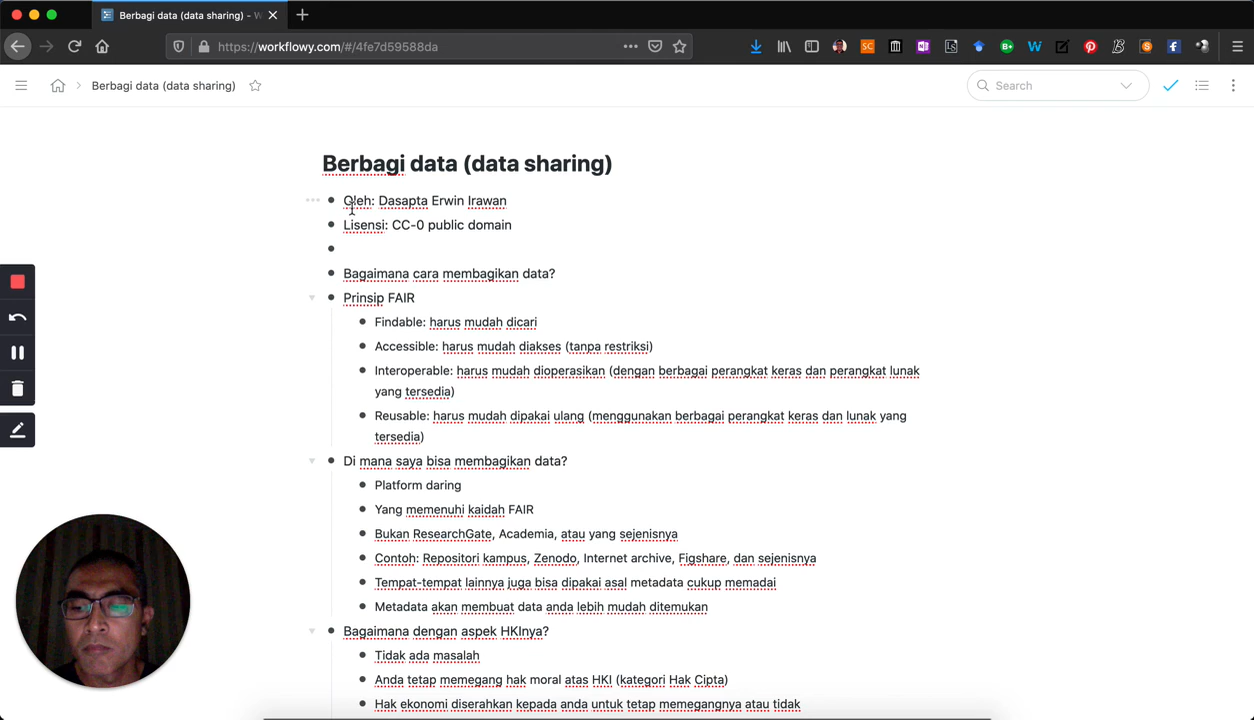 Berbagi data (data sharing) - W
https://workflowy.com/#/4fe7d59588da
SC
LS
B+
W
S
Berbagi data (data sharing)
Search
Berbagi data (data sharing)
Oleh: Dasapta Erwin Irawan
Lisensi: CC-0 public domain
Bagaimana cara membagikan data?
Prinsip FAIR
Findable: harus mudah dicari
Accessible: harus mudah diakses (tanpa restriksi)
Interoperable: harus mudah dioperasikan (dengan berbagai perangkat keras dan perangkat lunak
yang tersedia)
Reusable: harus mudah dipakai ulang (menggunakan berbagai perangkat keras dan lunak yang
tersedia)
Di mana saya bisa membagikan data?
Platform daring
Yang memenuhi kaidah FAIR
Bukan ResearchGate, Academia, atau yang sejenisnya
Contoh: Repositori kampus, Zenodo, Internet archive, Figshare, dan sejenisnya
Tempat-tempat lainnya juga bisa dipakai asal metadata cukup memadai
Metadata akan membuat data anda lebih mudah ditemukan
Bagaimana dengan aspek HKInya?
Tidak ada masalah
Anda tetap memegang hak moral atas HKI (kategori Hak Cipta)
Hak ekonomi diserahkan kepada anda untuk tetap memegangnya atau tidak